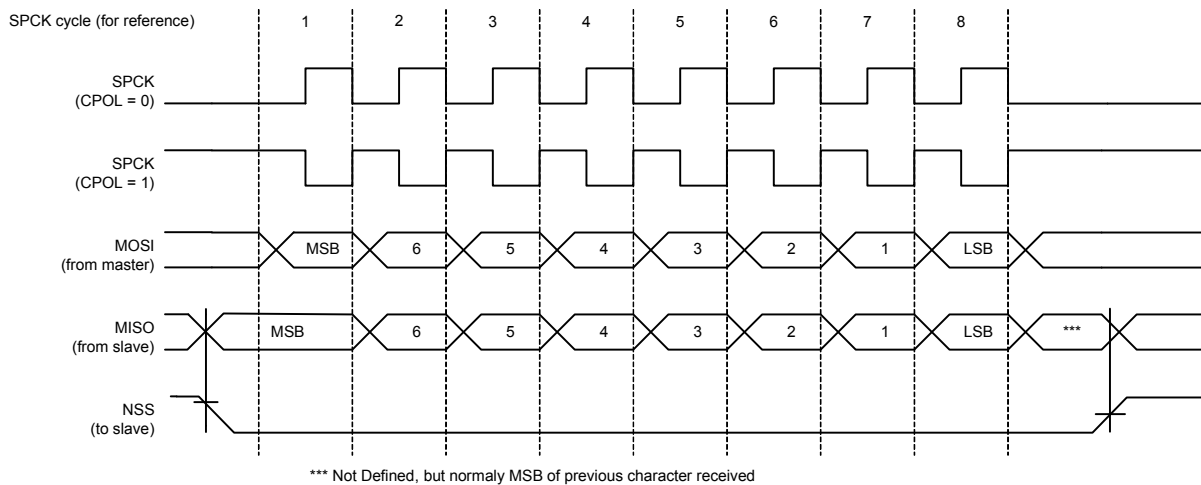 SPCK cycle (for reference) 1 2 3 4 5 6 7 8
SPCK
(CPOL = 0)
SPCK
(CPOL = 1)
MOSI
(from master)
MSB 6 5 4 3 2 1 LSB
MISO
(from slave)
MSB 6 5 4 3 2 1 LSB ***
NSS
(to slave)
*** Not Defined, but normaly MSB of previous character received